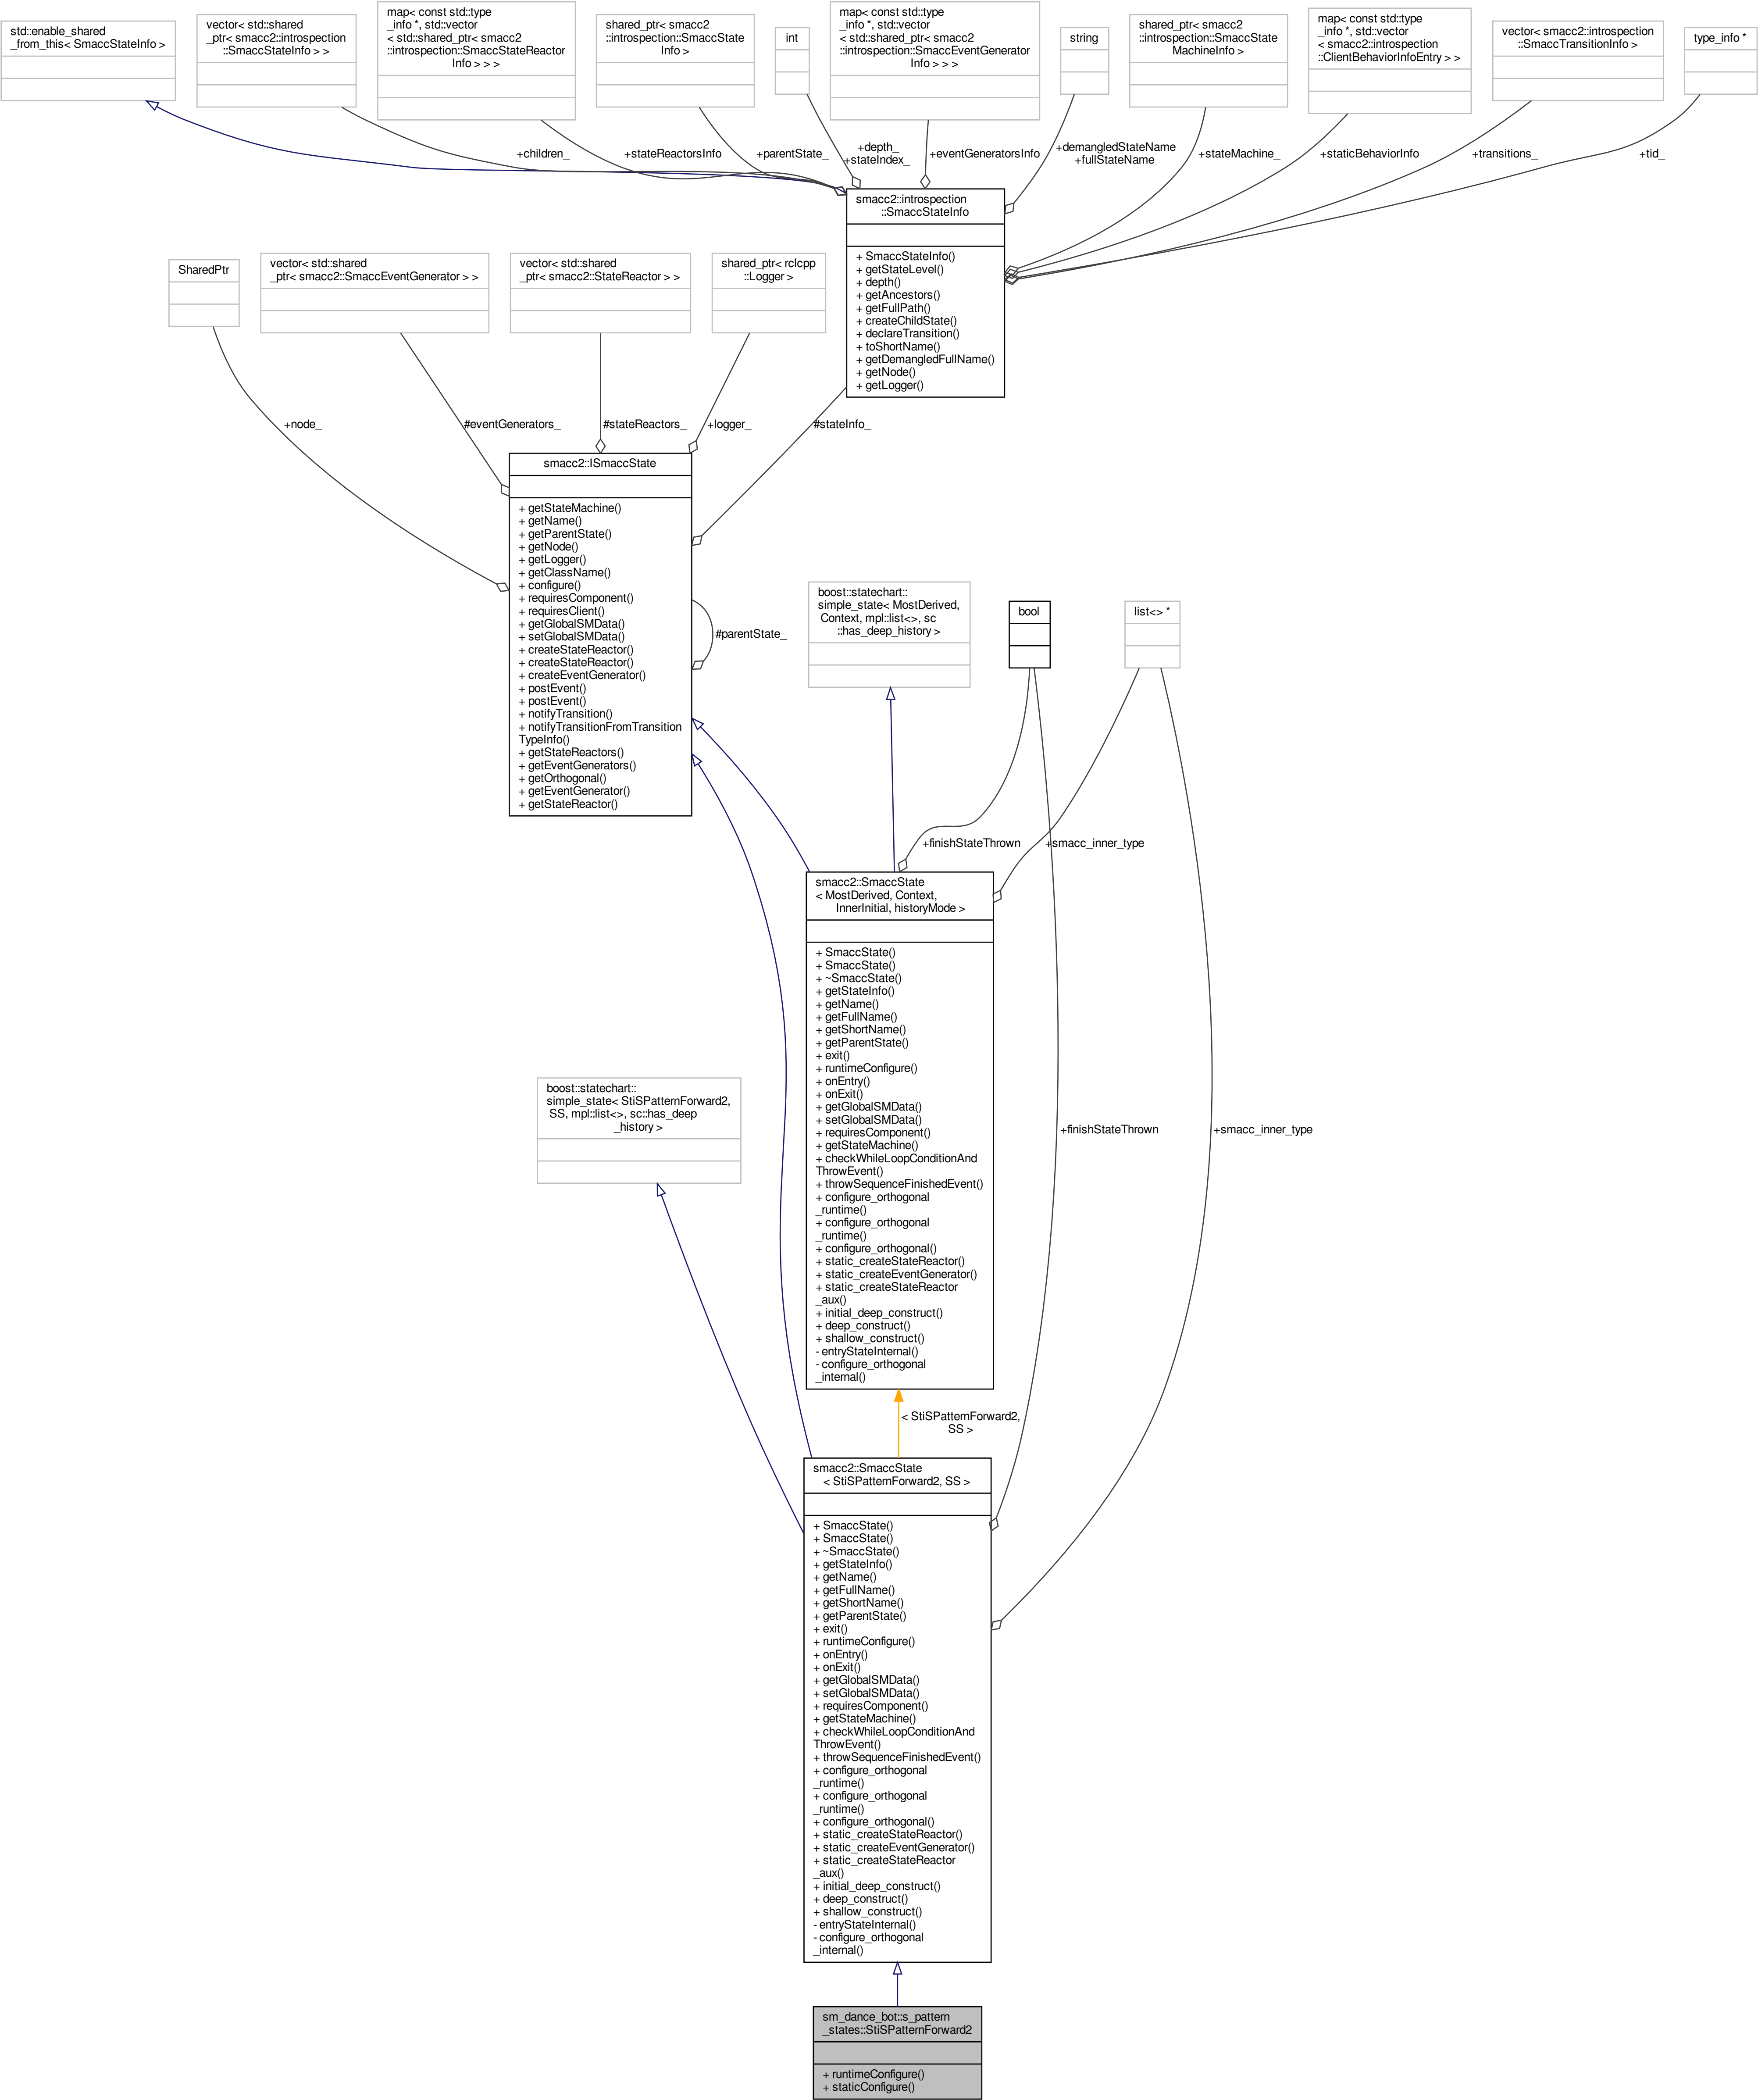 std::enable_shared
_from_this< SmaccStateInfo >
vector< std::shared
_ptr< smacc2::introspection
::SmaccStateInfo > >
map< const std::type
_info *, std::vector
< std::shared_ptr< smacc2
::introspection::SmaccStateReactor
Info > > >
shared_ptr< smacc2
::introspection::SmaccState
Info >
int
map< const std::type
_info *, std::vector
< std::shared_ptr< smacc2
::introspection::SmaccEventGenerator
Info > > >
string
shared_ptr< smacc2
::introspection::SmaccState
MachineInfo >
map< const std::type
_info *, std::vector
< smacc2::introspection
::ClientBehaviorInfoEntry > >
vector< smacc2::introspection
::SmaccTransitionInfo >
type_info *
+children_
+stateReactorsInfo
+parentState_
+depth_
+stateIndex_
+eventGeneratorsInfo
+demangledStateName
+fullStateName
+stateMachine_
+staticBehaviorInfo
+transitions_
+tid_
smacc2::introspection
::SmaccStateInfo
+ SmaccStateInfo()
+ getStateLevel()
+ depth()
+ getAncestors()
+ getFullPath()
+ createChildState()
+ declareTransition()
+ toShortName()
+ getDemangledFullName()
+ getNode()
+ getLogger()
SharedPtr
vector< std::shared
_ptr< smacc2::SmaccEventGenerator > >
vector< std::shared
_ptr< smacc2::StateReactor > >
shared_ptr< rclcpp
::Logger >
+node_
#eventGenerators_
#stateReactors_
+logger_
#stateInfo_
smacc2::ISmaccState
+ getStateMachine()
+ getName()
+ getParentState()
+ getNode()
+ getLogger()
+ getClassName()
+ configure()
+ requiresComponent()
+ requiresClient()
+ getGlobalSMData()
+ setGlobalSMData()
+ createStateReactor()
+ createStateReactor()
+ createEventGenerator()
+ postEvent()
+ postEvent()
+ notifyTransition()
+ notifyTransitionFromTransition
TypeInfo()
+ getStateReactors()
+ getEventGenerators()
+ getOrthogonal()
+ getEventGenerator()
+ getStateReactor()
#parentState_
boost::statechart::
simple_state< MostDerived,
Context, mpl::list<>, sc
::has_deep_history >
bool
list<> *
+finishStateThrown
+smacc_inner_type
smacc2::SmaccState
< MostDerived, Context,
InnerInitial, historyMode >
+ SmaccState()
+ SmaccState()
+ ~SmaccState()
+ getStateInfo()
+ getName()
+ getFullName()
+ getShortName()
+ getParentState()
+ exit()
+ runtimeConfigure()
+ onEntry()
+ onExit()
+ getGlobalSMData()
+ setGlobalSMData()
+ requiresComponent()
+ getStateMachine()
+ checkWhileLoopConditionAnd
ThrowEvent()
+ throwSequenceFinishedEvent()
+ configure_orthogonal
_runtime()
+ configure_orthogonal
_runtime()
+ configure_orthogonal()
+ static_createStateReactor()
+ static_createEventGenerator()
+ static_createStateReactor
_aux()
+ initial_deep_construct()
+ deep_construct()
+ shallow_construct()
- entryStateInternal()
- configure_orthogonal
_internal()
boost::statechart::
simple_state< StiSPatternForward2,
SS, mpl::list<>, sc::has_deep
_history >
+finishStateThrown
+smacc_inner_type
< StiSPatternForward2,
SS >
smacc2::SmaccState
< StiSPatternForward2, SS >
+ SmaccState()
+ SmaccState()
+ ~SmaccState()
+ getStateInfo()
+ getName()
+ getFullName()
+ getShortName()
+ getParentState()
+ exit()
+ runtimeConfigure()
+ onEntry()
+ onExit()
+ getGlobalSMData()
+ setGlobalSMData()
+ requiresComponent()
+ getStateMachine()
+ checkWhileLoopConditionAnd
ThrowEvent()
+ throwSequenceFinishedEvent()
+ configure_orthogonal
_runtime()
+ configure_orthogonal
_runtime()
+ configure_orthogonal()
+ static_createStateReactor()
+ static_createEventGenerator()
+ static_createStateReactor
_aux()
+ initial_deep_construct()
+ deep_construct()
+ shallow_construct()
- entryStateInternal()
- configure_orthogonal
_internal()
sm_dance_bot::s_pattern
_states::StiSPatternForward2
+ runtimeConfigure()
+ staticConfigure()